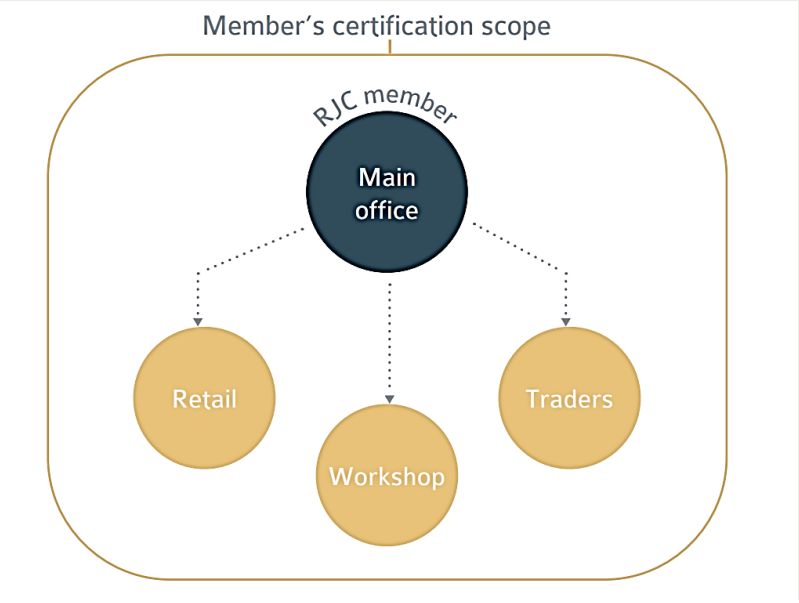 Member’s certification scope
RJC member
Main
office
Retail
Traders
Workshop